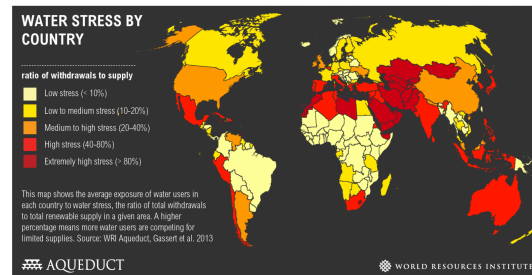 WATER STRESS BY
COUNTRY
ratio of withdrawals to supply
Low stress (< 10%)
Low to medium stress (10-20%)
Medium to high stress (20-40%)
High stress (40-80%)
Extremely high stress (> 80%)
This map shows the average exposure of water users in
each country to water stress, the ratio of total withdrawals
to total renewable supply in a given area. A higher
percentage means more water users are competing for
limited supplies. Source: WRI Aqueduct, Gassert et al. 2013
AQUEDUCT
WORLD RESOURCES INSTITUTE